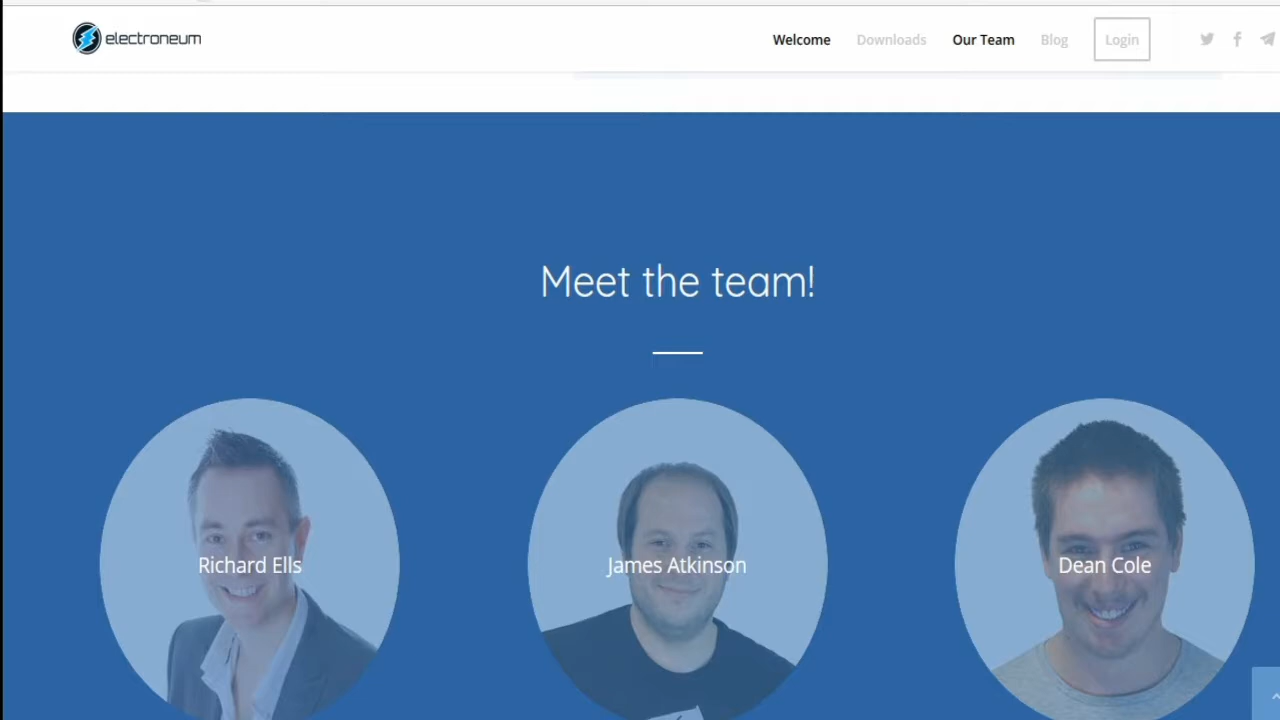 electroneum
Welcome Downloads Our Team Blog Login
Meet the team!
Richard Ells
James Atkinson
Dean Cole